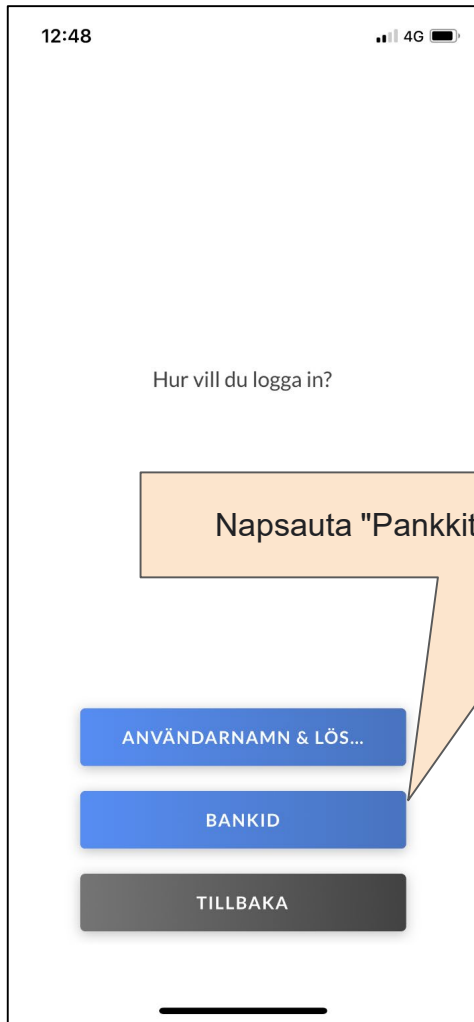 12:48 4G
Hur vill du logga in?
Napsauta "Pankkit
ANVÄNDARNAMN & LÖS...
BANKID
TILLBAKA